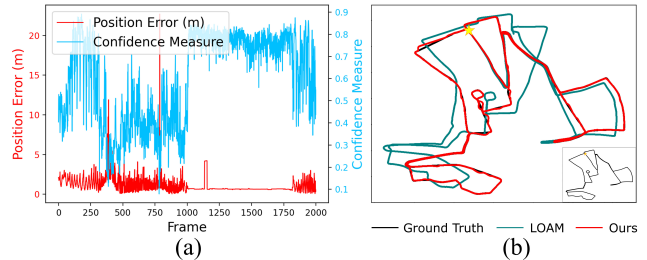 Position Error (m)
Confidence Measure
Position Error (m)
20
15
10
5
0
0.9
0.8
0.7
0.6
0.5
0.4
0.3
0.2
0.1
Confidence Measure
0 250 500 750 1000 1250 1500 1750 2000
Frame
Ground Truth LOAM Ours
(a) (b)